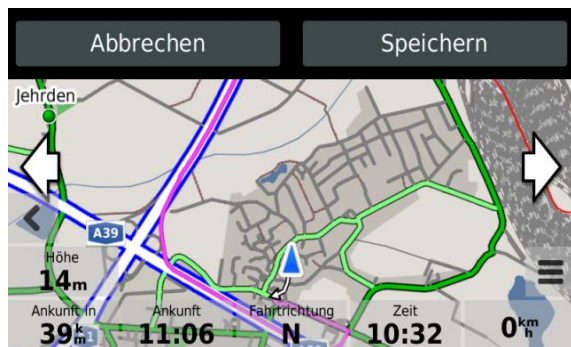 Abbrechen Speichern
Jehrden
A39
Höhe
14m
Ankunft in Ankunft Fahrtrichtung Zeit
39km 11:06 N 10:32 0km/h